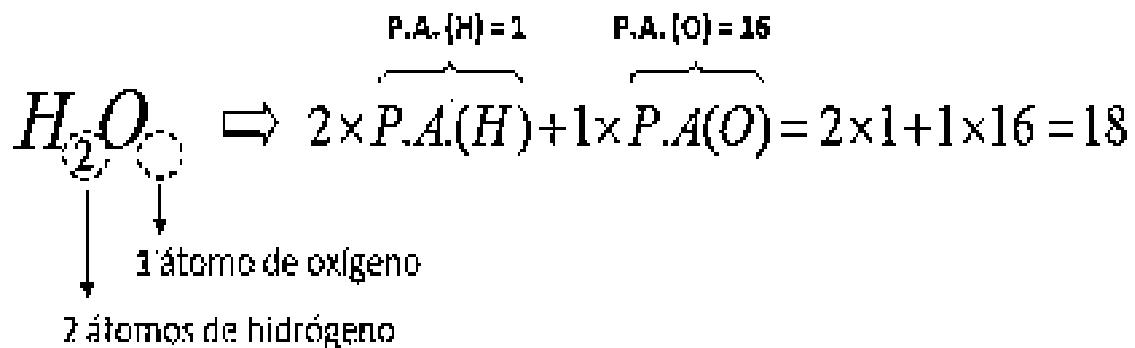 P.A. (H) = 1 P.A. (O) = 16
H₂O ⇨ 2×P.A.(H)+1×P.A(O)=2×1+1×16=18
1 átomo de oxígeno
2 átomos de hidrógeno